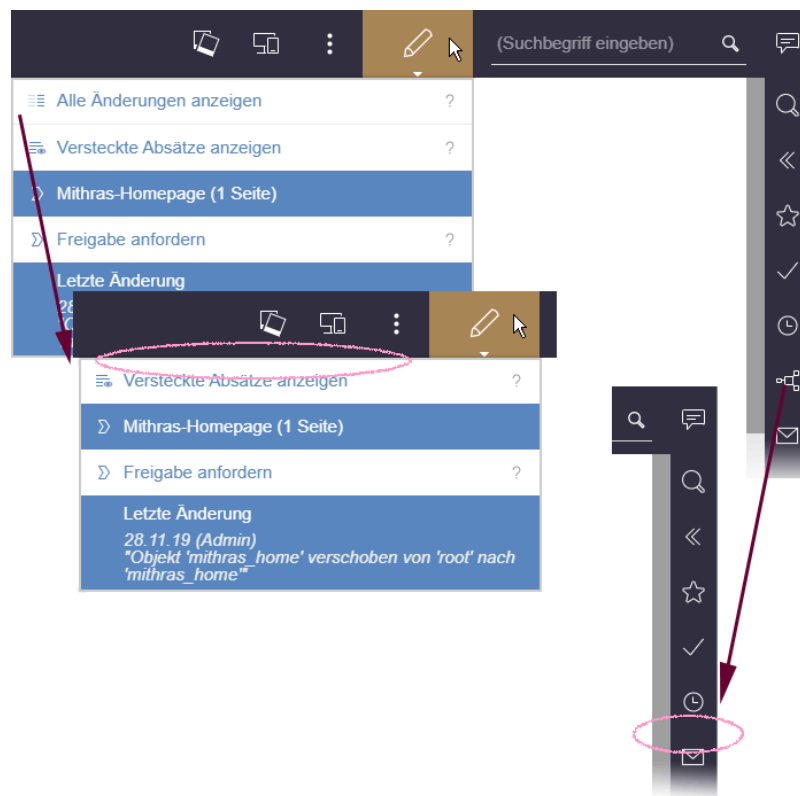 (Suchbegriff eingeben)
Alle Änderungen anzeigen ?
Versteckte Absätze anzeigen ?
Mithras-Homepage (1 Seite)
Freigabe anfordern ?
Letzte Änderung
28
Versteckte Absätze anzeigen ?
Mithras-Homepage (1 Seite)
Freigabe anfordern ?
Letzte Änderung
28.11.19 (Admin)
"Objekt 'mithras_home' verschoben von 'root' nach
'mithras_home'"